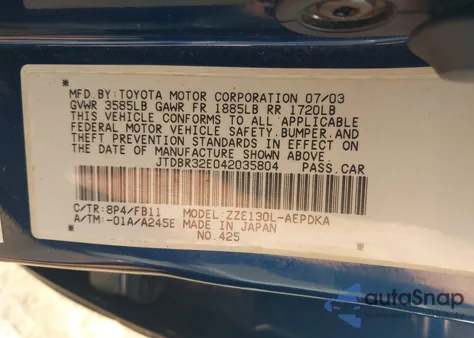 MFD.BY:TOYOTA MOTOR CORPORATION 07/03
GVWR 3585LB GAWR FR 1885LB RR 1720LB
THIS VEHICLE CONFORMS TO ALL APPLICABLE
FEDERAL MOTOR VEHICLE SAFETY,BUMPER,AND
THEFT PREVENTION STANDARDS IN EFFECT ON
THE DATE OF MANUFACTURE SHOWN ABOVE.
JTDBR32E042035804 PASS.CAR
C/TR:8P4/FB11 MODEL:ZZE130L-AEPDKA
A/TM:-01A/A245E MADE IN JAPAN
NO.425
autoSnap